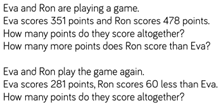 Eva and Ron are playing a game.
Eva scores 351 points and Ron scores 478 points.
How many points do they score altogether?
How many more points does Ron score than Eva?
Eva and Ron play the game again.
Eva scores 281 points, Ron scores 60 less than Eva.
How many points do they score altogether?